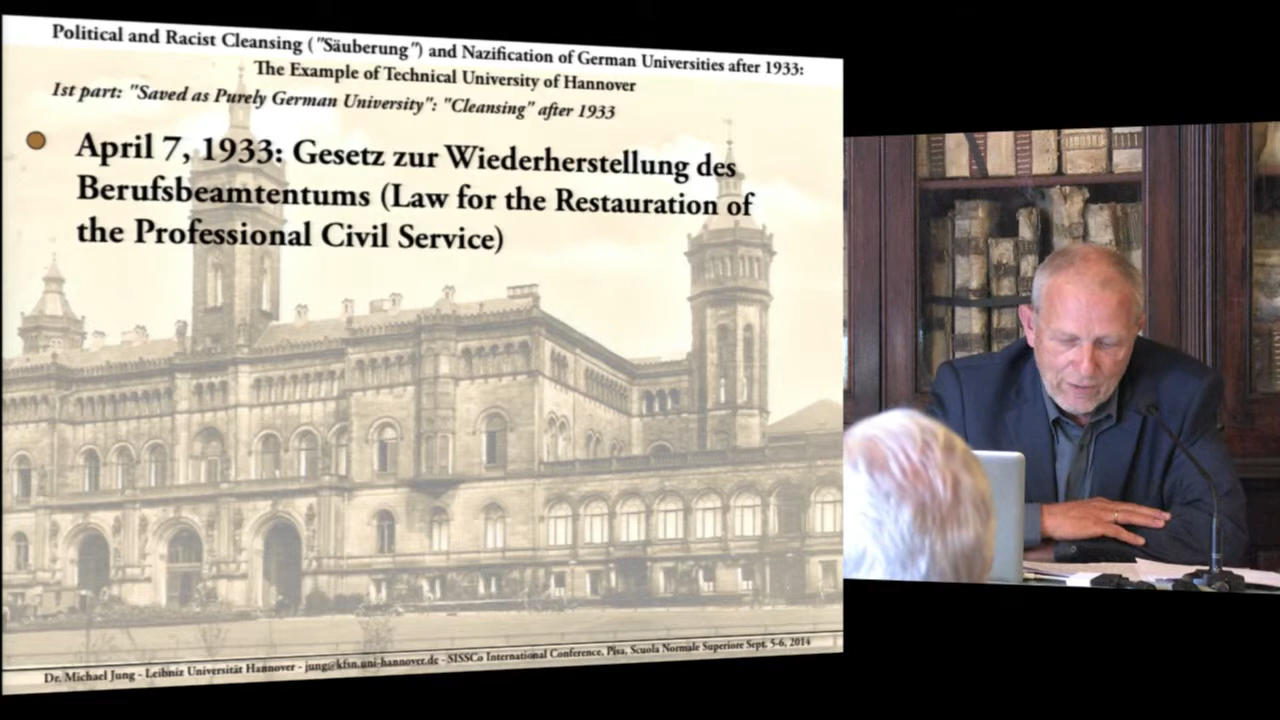 Political and Racist Cleansing ("Säuberung") and Nazification of German Universities after 1933:
The Example of Technical University of Hannover
1st part: "Saved as Purely German University": "Cleansing" after 1933
April 7, 1933: Gesetz zur Wiederherstellung des
Berufsbeamtentums (Law for the Restauration of
the Professional Civil Service)
Dr. Michael Jung - Leibniz Universität Hannover - jung@kfsn.uni-hannover.de - SISSCo International Conference, Pisa, Scuola Normale Superiore Sept. 5-6, 2014